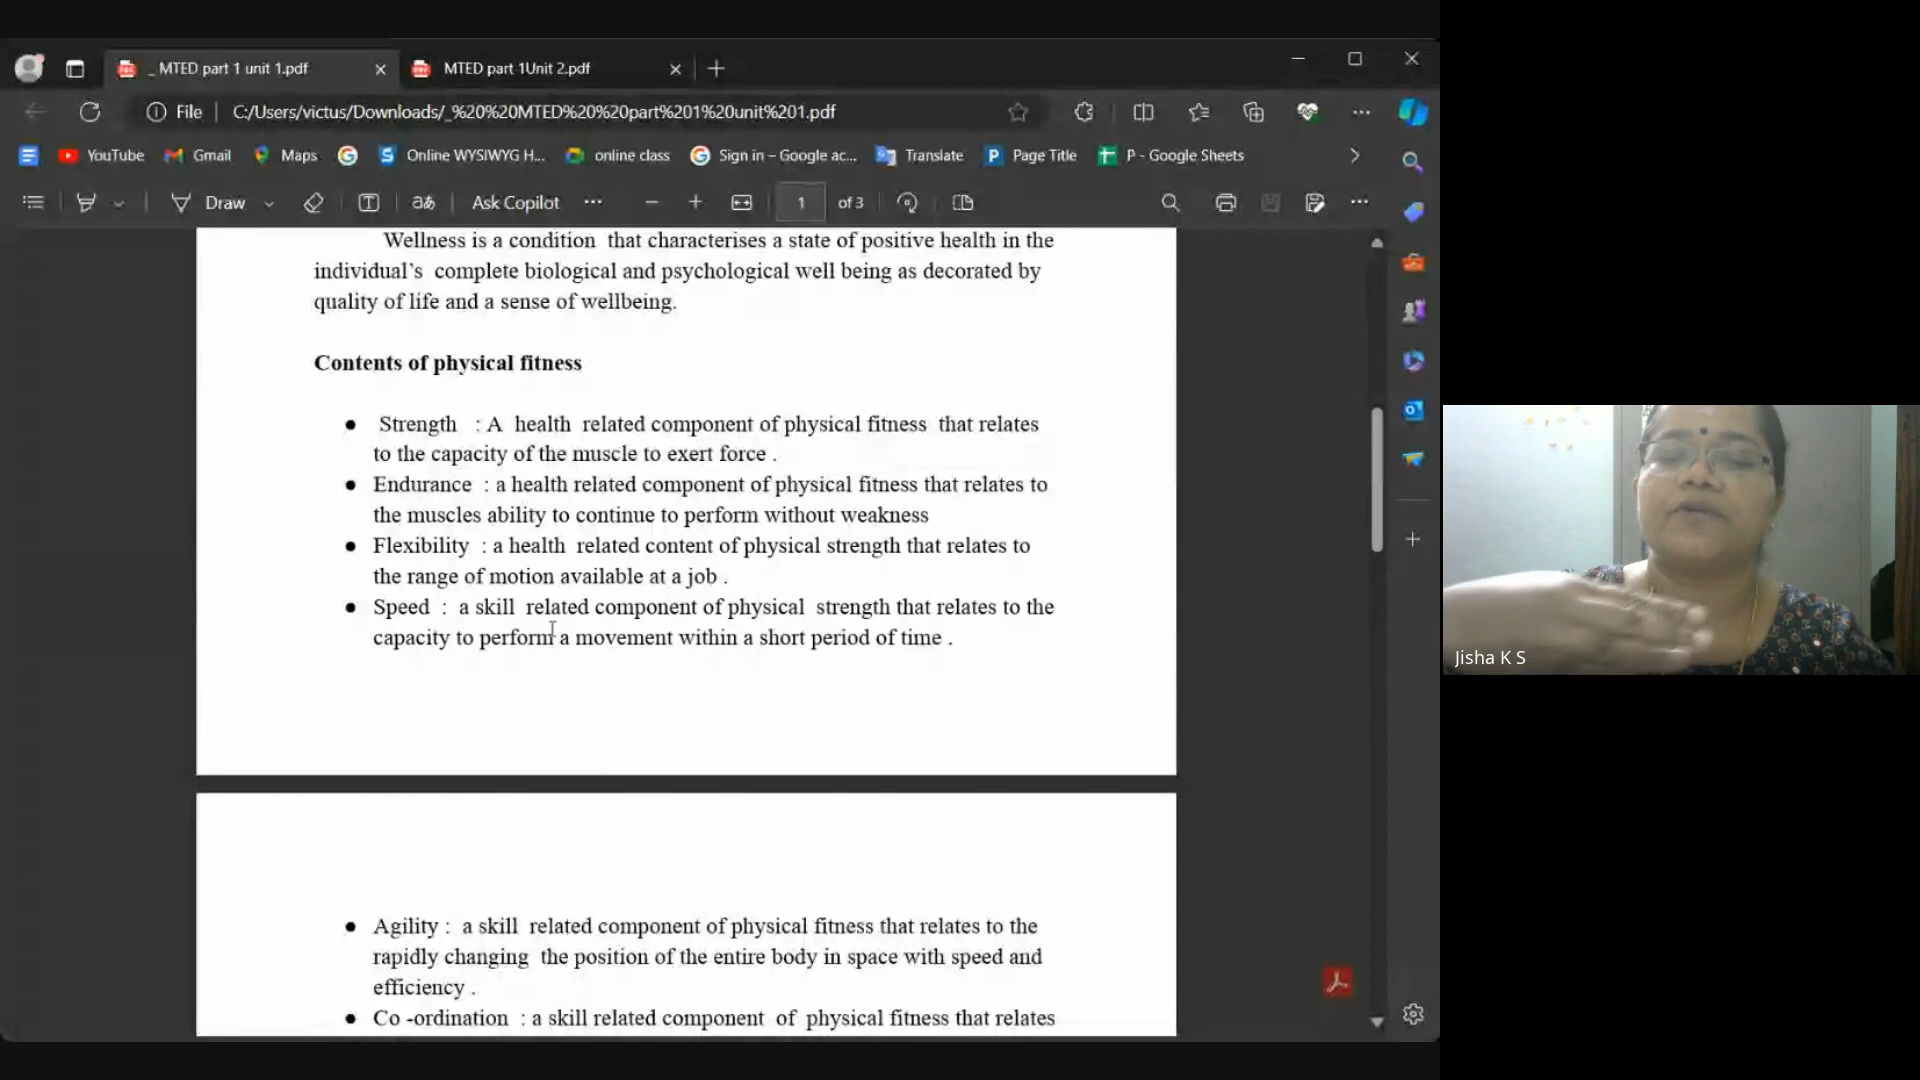 _ MTED part 1 unit 1.pdf
MTED part 1Unit 2.pdf
File
C:/Users/victus/Downloads/_%20%20MTED%20%20part%201%20unit%201.pdf
YouTube
Gmail
Maps
Online WYSIWYG H...
online class
Sign in – Google ac...
Translate
Page Title
P - Google Sheets
Draw
Ask Copilot
1 of 3
Wellness is a condition that characterises a state of positive health in the
individual’s complete biological and psychological well being as decorated by
quality of life and a sense of wellbeing.
Contents of physical fitness
● Strength : A health related component of physical fitness that relates
to the capacity of the muscle to exert force .
● Endurance : a health related component of physical fitness that relates to
the muscles ability to continue to perform without weakness
● Flexibility : a health related content of physical strength that relates to
the range of motion available at a job .
● Speed : a skill related component of physical strength that relates to the
capacity to perform a movement within a short period of time .
● Agility : a skill related component of physical fitness that relates to the
rapidly changing the position of the entire body in space with speed and
efficiency .
● Co -ordination : a skill related component of physical fitness that relates
Jisha K S